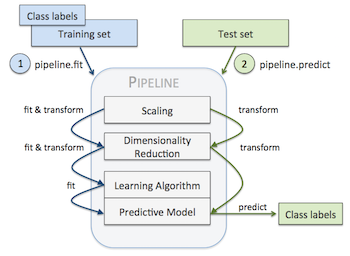 Class labels
Training set
Test set
1 pipeline.fit
2 pipeline.predict
PIPELINE
fit & transform
Scaling
transform
fit & transform
Dimensionality
Reduction
transform
fit
Learning Algorithm
Predictive Model
predict
Class labels